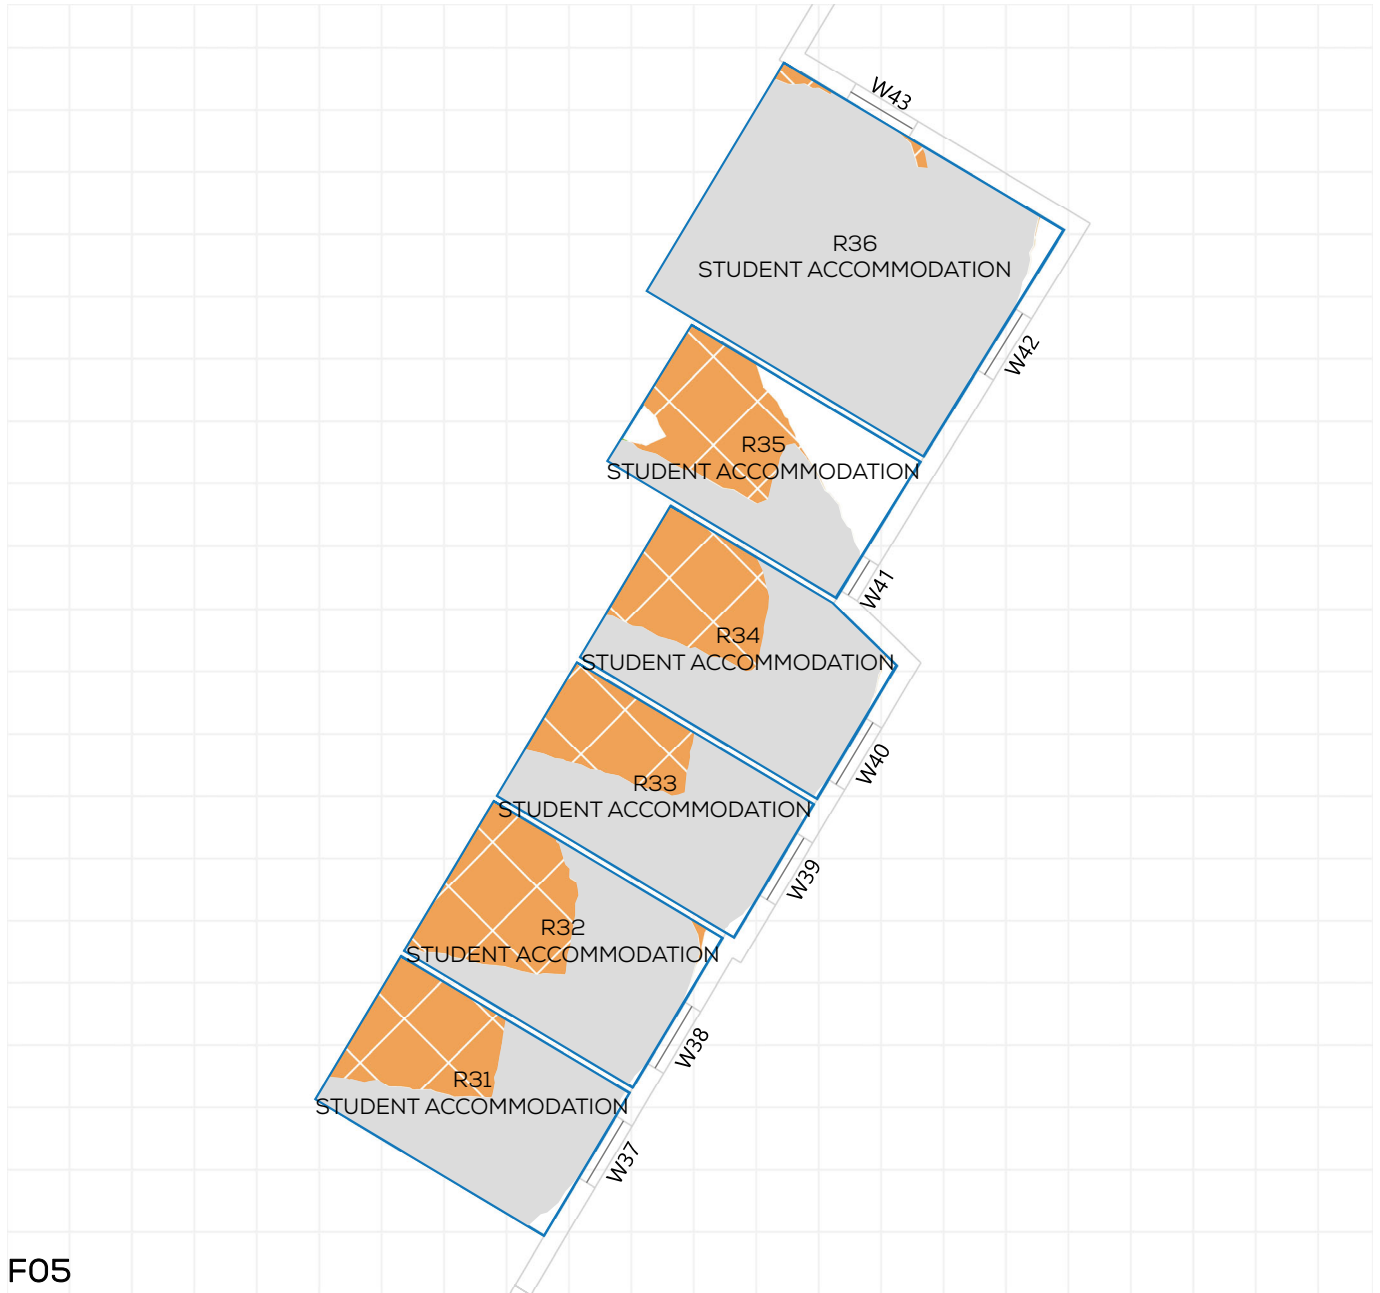 W43
R36
STUDENT ACCOMMODATION
W42
R35
STUDENT ACCOMMODATION
W41
R34
STUDENT ACCOMMODATION
W40
R33
STUDENT ACCOMMODATION
W39
R32
STUDENT ACCOMMODATION
W38
R31
STUDENT ACCOMMODATION
W37
F05